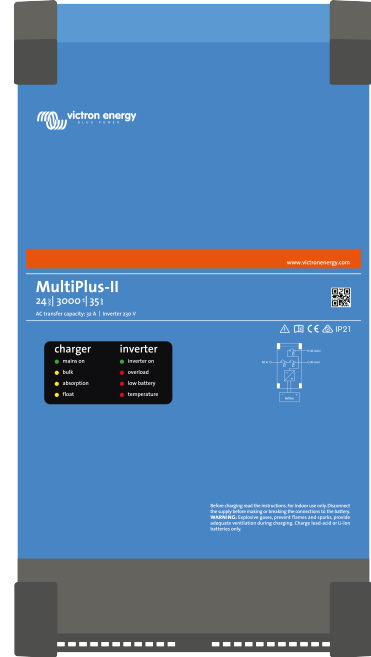 victron energy
BLUE POWER
www.victronenergy.com
MultiPlus-II
24 | 3000 | 35
AC transfer capacity: 32 A | Inverter 230 V
IP21
charger inverter
mains on inverter on
bulk overload
absorption low battery
float temperature
Battery
Before charging read the instructions. For indoor use only. Disconnect
the supply before making or breaking the connections to the battery.
WARNING: Explosive gases, prevent flames and sparks, provide
adequate ventilation during charging. Charge lead-acid or Li-Ion
batteries only.